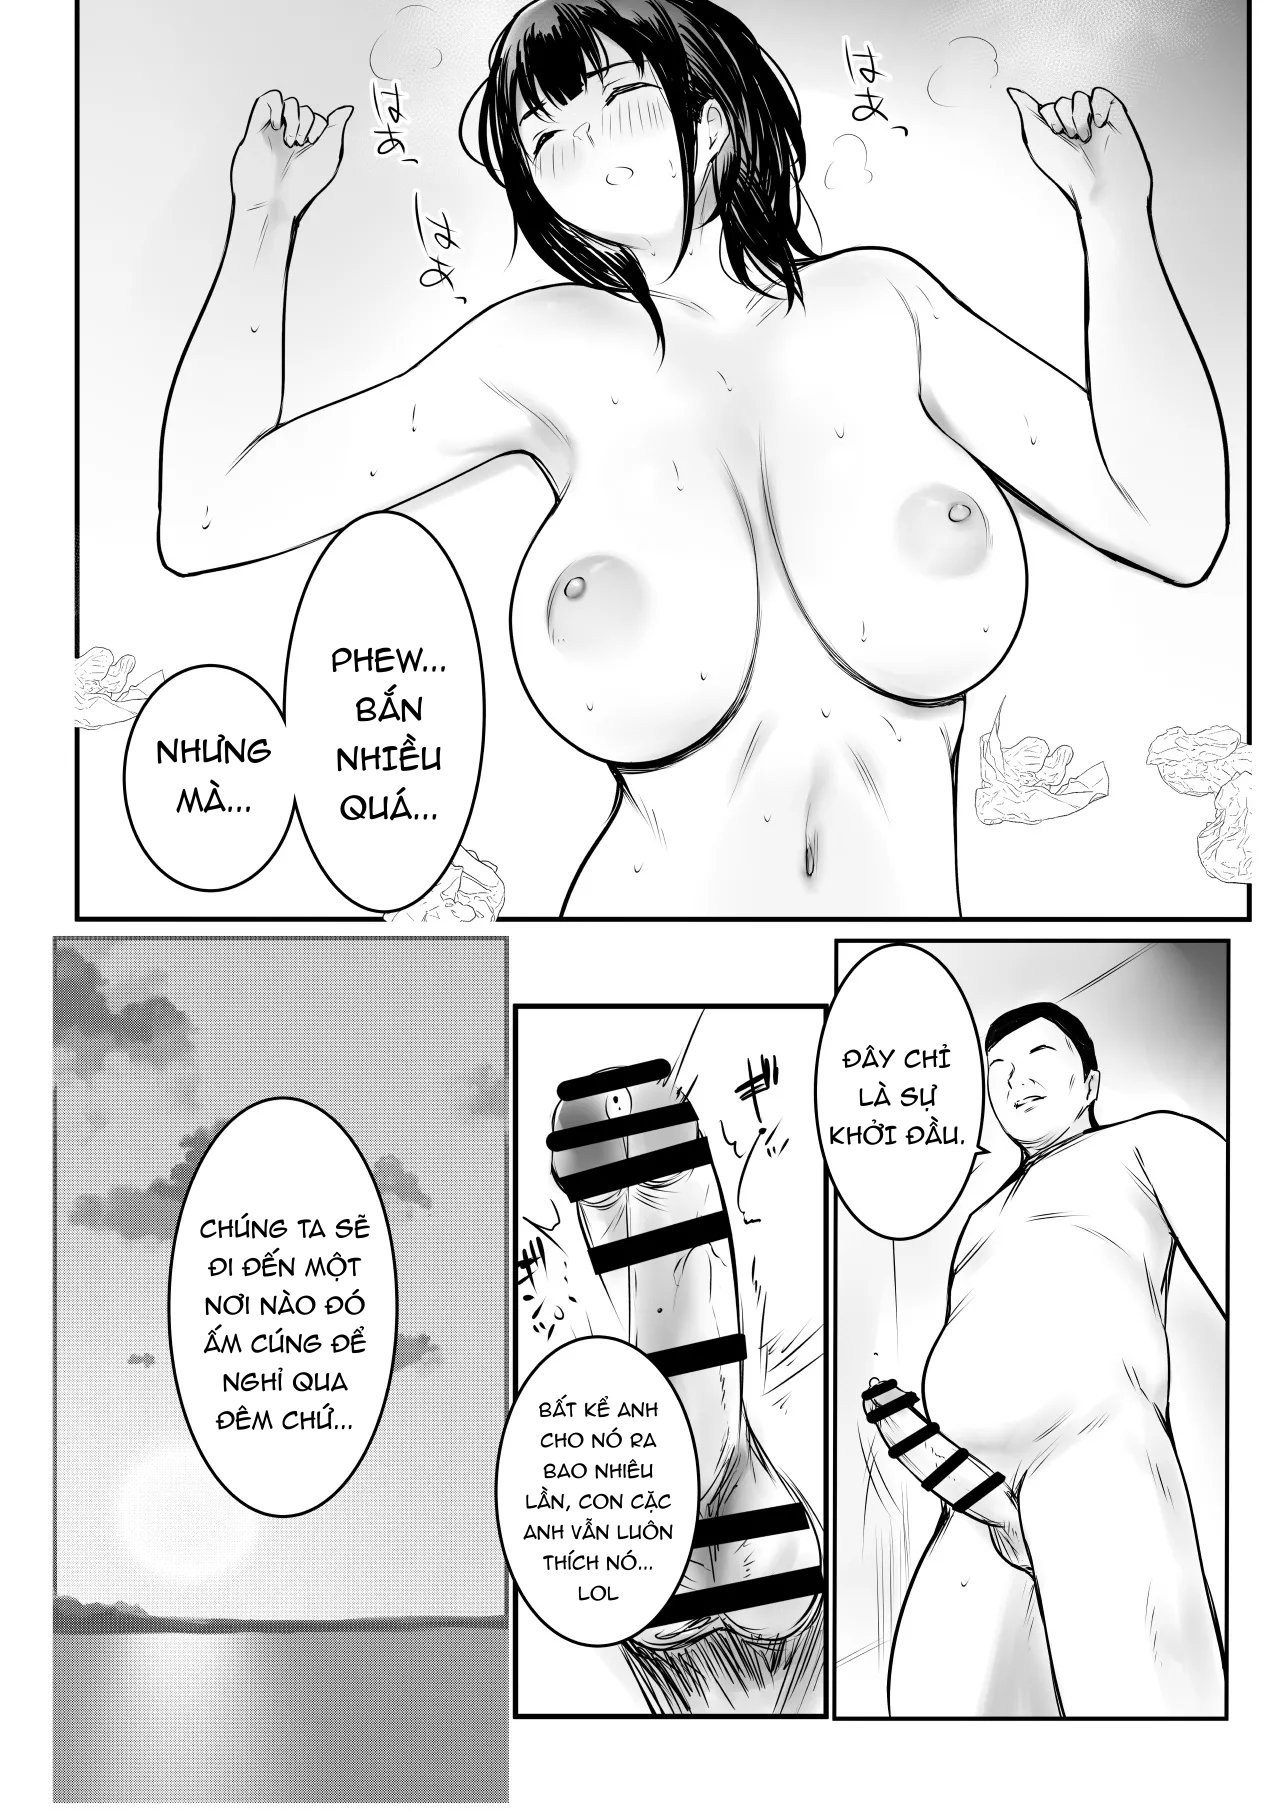 はぁ、
はぁ、
はぁ、
PHEW...
BẮN
NHIỀU
QUÁ...
NHƯNG
MÀ...
ĐÂY CHỈ
LÀ SỰ
KHỞI ĐẦU.
BẤT KỂ ANH
CHO NÓ RA
BAO NHIÊU
LẦN, CON CẶC
ANH VẪN LUÔN
THÍCH NÓ...
LOL
CHÚNG TA SẼ
ĐI ĐẾN MỘT
NƠI NÀO ĐÓ
ẤM CÚNG ĐỂ
NGHỈ QUA
ĐÊM CHỨ...